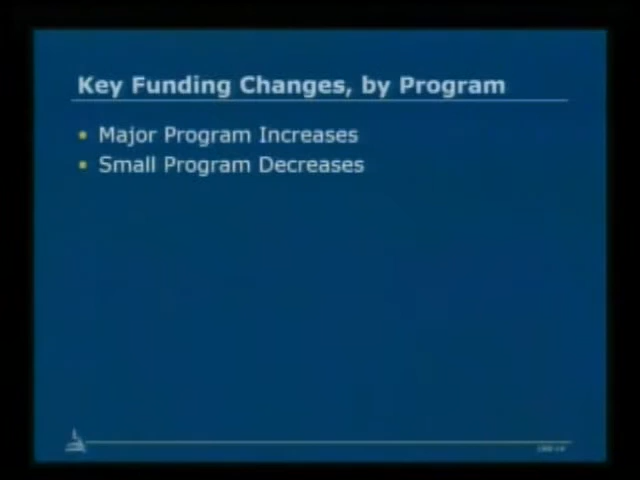 Key Funding Changes, by Program
Major Program Increases
Small Program Decreases